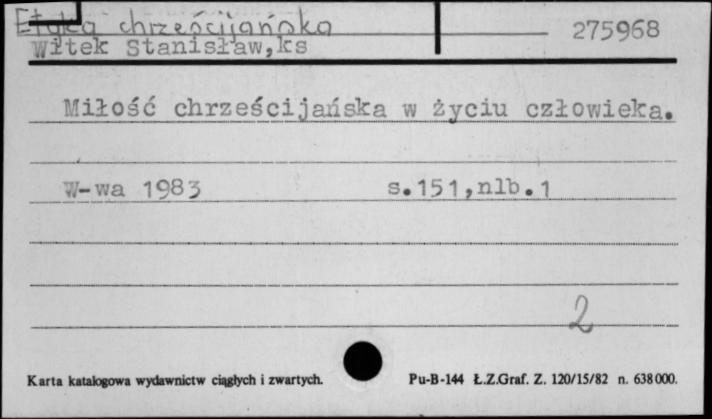 Etyka chrześcijańska
275968
Witek Stanisław,ks
Miłość chrześcijańska w życiu człowieka.
W-wa 1983 s.151,nlb.1
2
Karta katalogowa wydawnictw ciągłych i zwartych. Pu-B-144 Ł.Z.Graf. Z. 120/15/82 n. 638000.